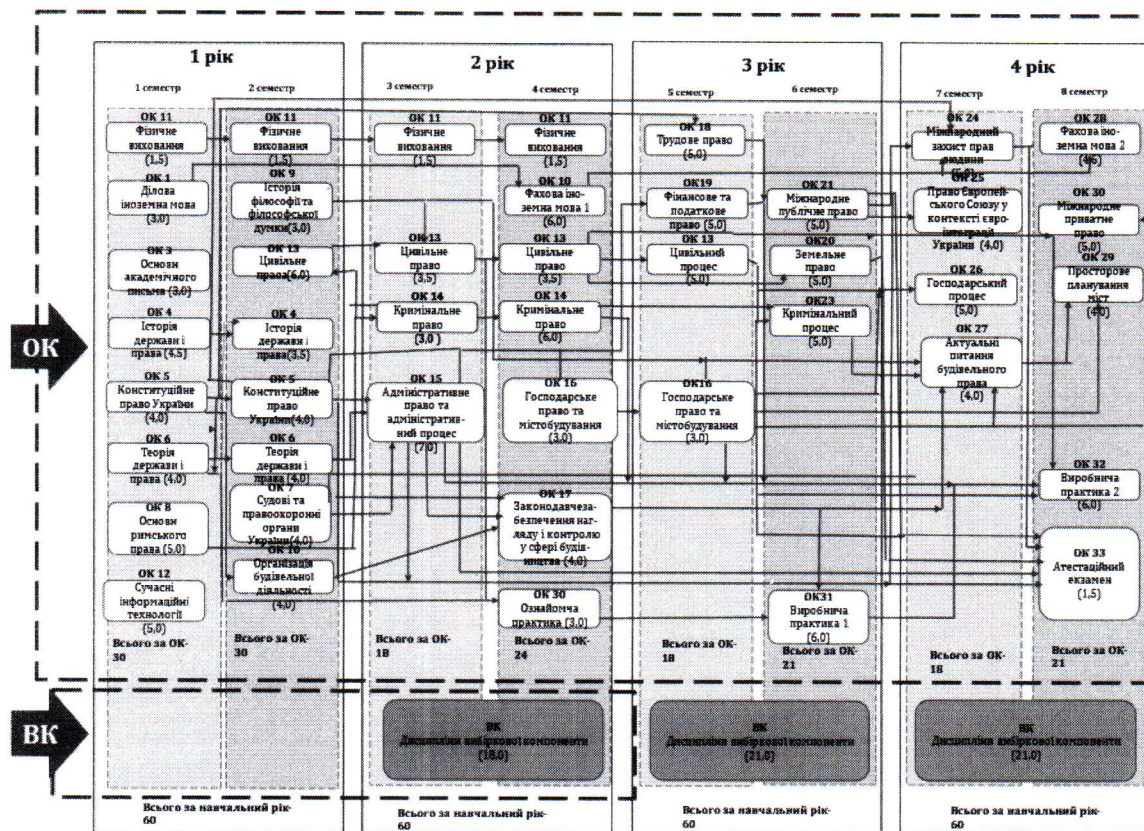 1 рік
2 рік
3 рік
4 рік
1 семестр
2 семестр
3 семестр
4 семестр
5 семестр
6 семестр
7 семестр
8 семестр
ОК
ОК 11
Фізичне
виховання
(1,5)
ОК 1
Ділова
іноземна мова
(3,0)
ОК 3
Основи
академічного
письма (3,0)
ОК 4
Історія
держави і
права (4,5)
ОК 5
Конституційне
право України
(4,0)
ОК 6
Теорія
держави і
права (4,0)
ОК 8
Основи
римського
права (5,0)
ОК 12
Сучасні
інформаційні
технології
(5,0)
Всього за ОК-
30
ОК 11
Фізичне
виховання
(1,5)
ОК 9
Історія
філософії та
філософської
думки(3,0)
ОК 13
Цивільне
права(6,0)
ОК 4
Історія
держави і
права(3,5)
ОК 5
Конституційне
право
України(4,0)
ОК 6
Теорія
держави і
права (4,0)
ОК 7
Судові та
правоохоронні
органи
України(4,0)
ОК 10
Організація
будівельної
діяльності
(4,0)
Всього за ОК-
30
ОК 11
Фізичне
виховання
(1,5)
ОК 13
Цивільне
право
(3,5)
ОК 14
Кримінальне
право
(3,0)
ОК 15
Адміністративне
право та
адміністратив-
ний процес
(7,0)
Всього за ОК-
18
ОК 11
Фізичне
виховання
(1,5)
ОК 10
Фахова іно-
земна мова 1
(6,0)
ОК 13
Цивільне
право
(3,5)
ОК 14
Кримінальне
право
(6,0)
ОК 16
Господарське
право та
містобудування
(3,0)
ОК 17
Законодавчеза-
безпечення наг-
ляду і контролю
у сфері будів-
ництва (4,0)
ОК 30
Ознайомча
практика (3,0)
Всього за ОК-
24
ОК 18
Трудове право
(5,0)
ОК19
Фінансове та
податкове
право (5,0)
ОК 13
Цивільний
процес
(5,0)
ОК16
Господарське
право та
містобудування
(3,0)
Всього за ОК-
18
ОК 21
Міжнародне
публічне право
(5,0)
ОК20
Земельне
право
(5,0)
ОК23
Кримінальний
процес
(5,0)
ОК31
Виробнича
практика 1
(6,0)
Всього за ОК-
21
ОК 24
Міжнародний
захист прав
людини
ОК 25
Право Європей-
ського Союзу у
контексті євро-
інтеграції
України (4,0)
ОК 26
Господарський
процес
(5,0)
ОК 27
Актуальні
питання
будівельного
права
(4,0)
Всього за ОК-
18
ОК 28
Фахова іно-
земна мова 2
ОК 30
Міжнародне
приватне
право
(5,0)
ОК 29
Просторове
планування
міст
(4,0)
ОК 32
Виробнича
практика 2
(6,0)
ОК 33
Атестаційний
екзамен
(1,5)
Всього за ОК-
21
ВК
ВК
Дисципліни вибіркової компоненти
(18,0)
ВК
Дисципліни вибіркової компоненти
(21,0)
ВК
Дисципліни вибіркової компоненти
(21,0)
Всього за навчальний рік-
60
Всього за навчальний рік-
60
Всього за навчальний рік-
60
Всього за навчальний рік-
60